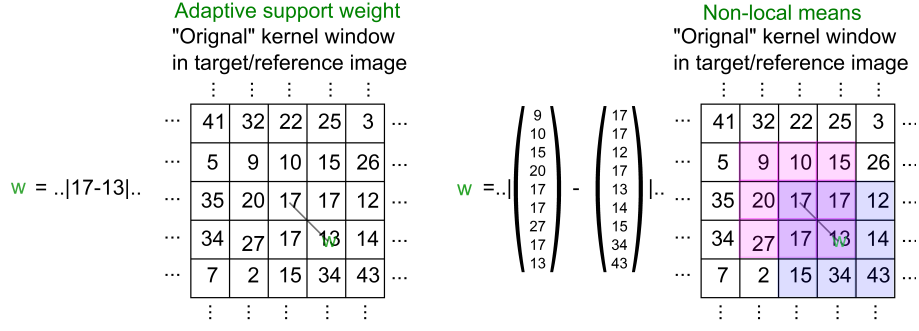 Adaptive support weight
"Orignal" kernel window
in target/reference image
⋮ ⋮ ⋮ ⋮ ⋮
... 41 32 22 25 3 ...
5 9 10 15 26
w = ..|17-13|..
... 35 20 17 17 12 ...
... 34 27 17 13 14 ...
w
7 2 15 34 43
⋮ ⋮ ⋮ ⋮ ⋮
Non-local means
"Orignal" kernel window
in target/reference image
⋮ ⋮ ⋮ ⋮ ⋮
w =..|
9
10
15
20
17
17
27
17
13
-
17
17
12
17
13
14
15
34
43
|..
... 41 32 22 25 3 ...
... 5 9 10 15 26 ...
... 35 20 17 17 12 ...
... 34 27 17 13 14 ...
w
... 7 2 15 34 43 ...
⋮ ⋮ ⋮ ⋮ ⋮